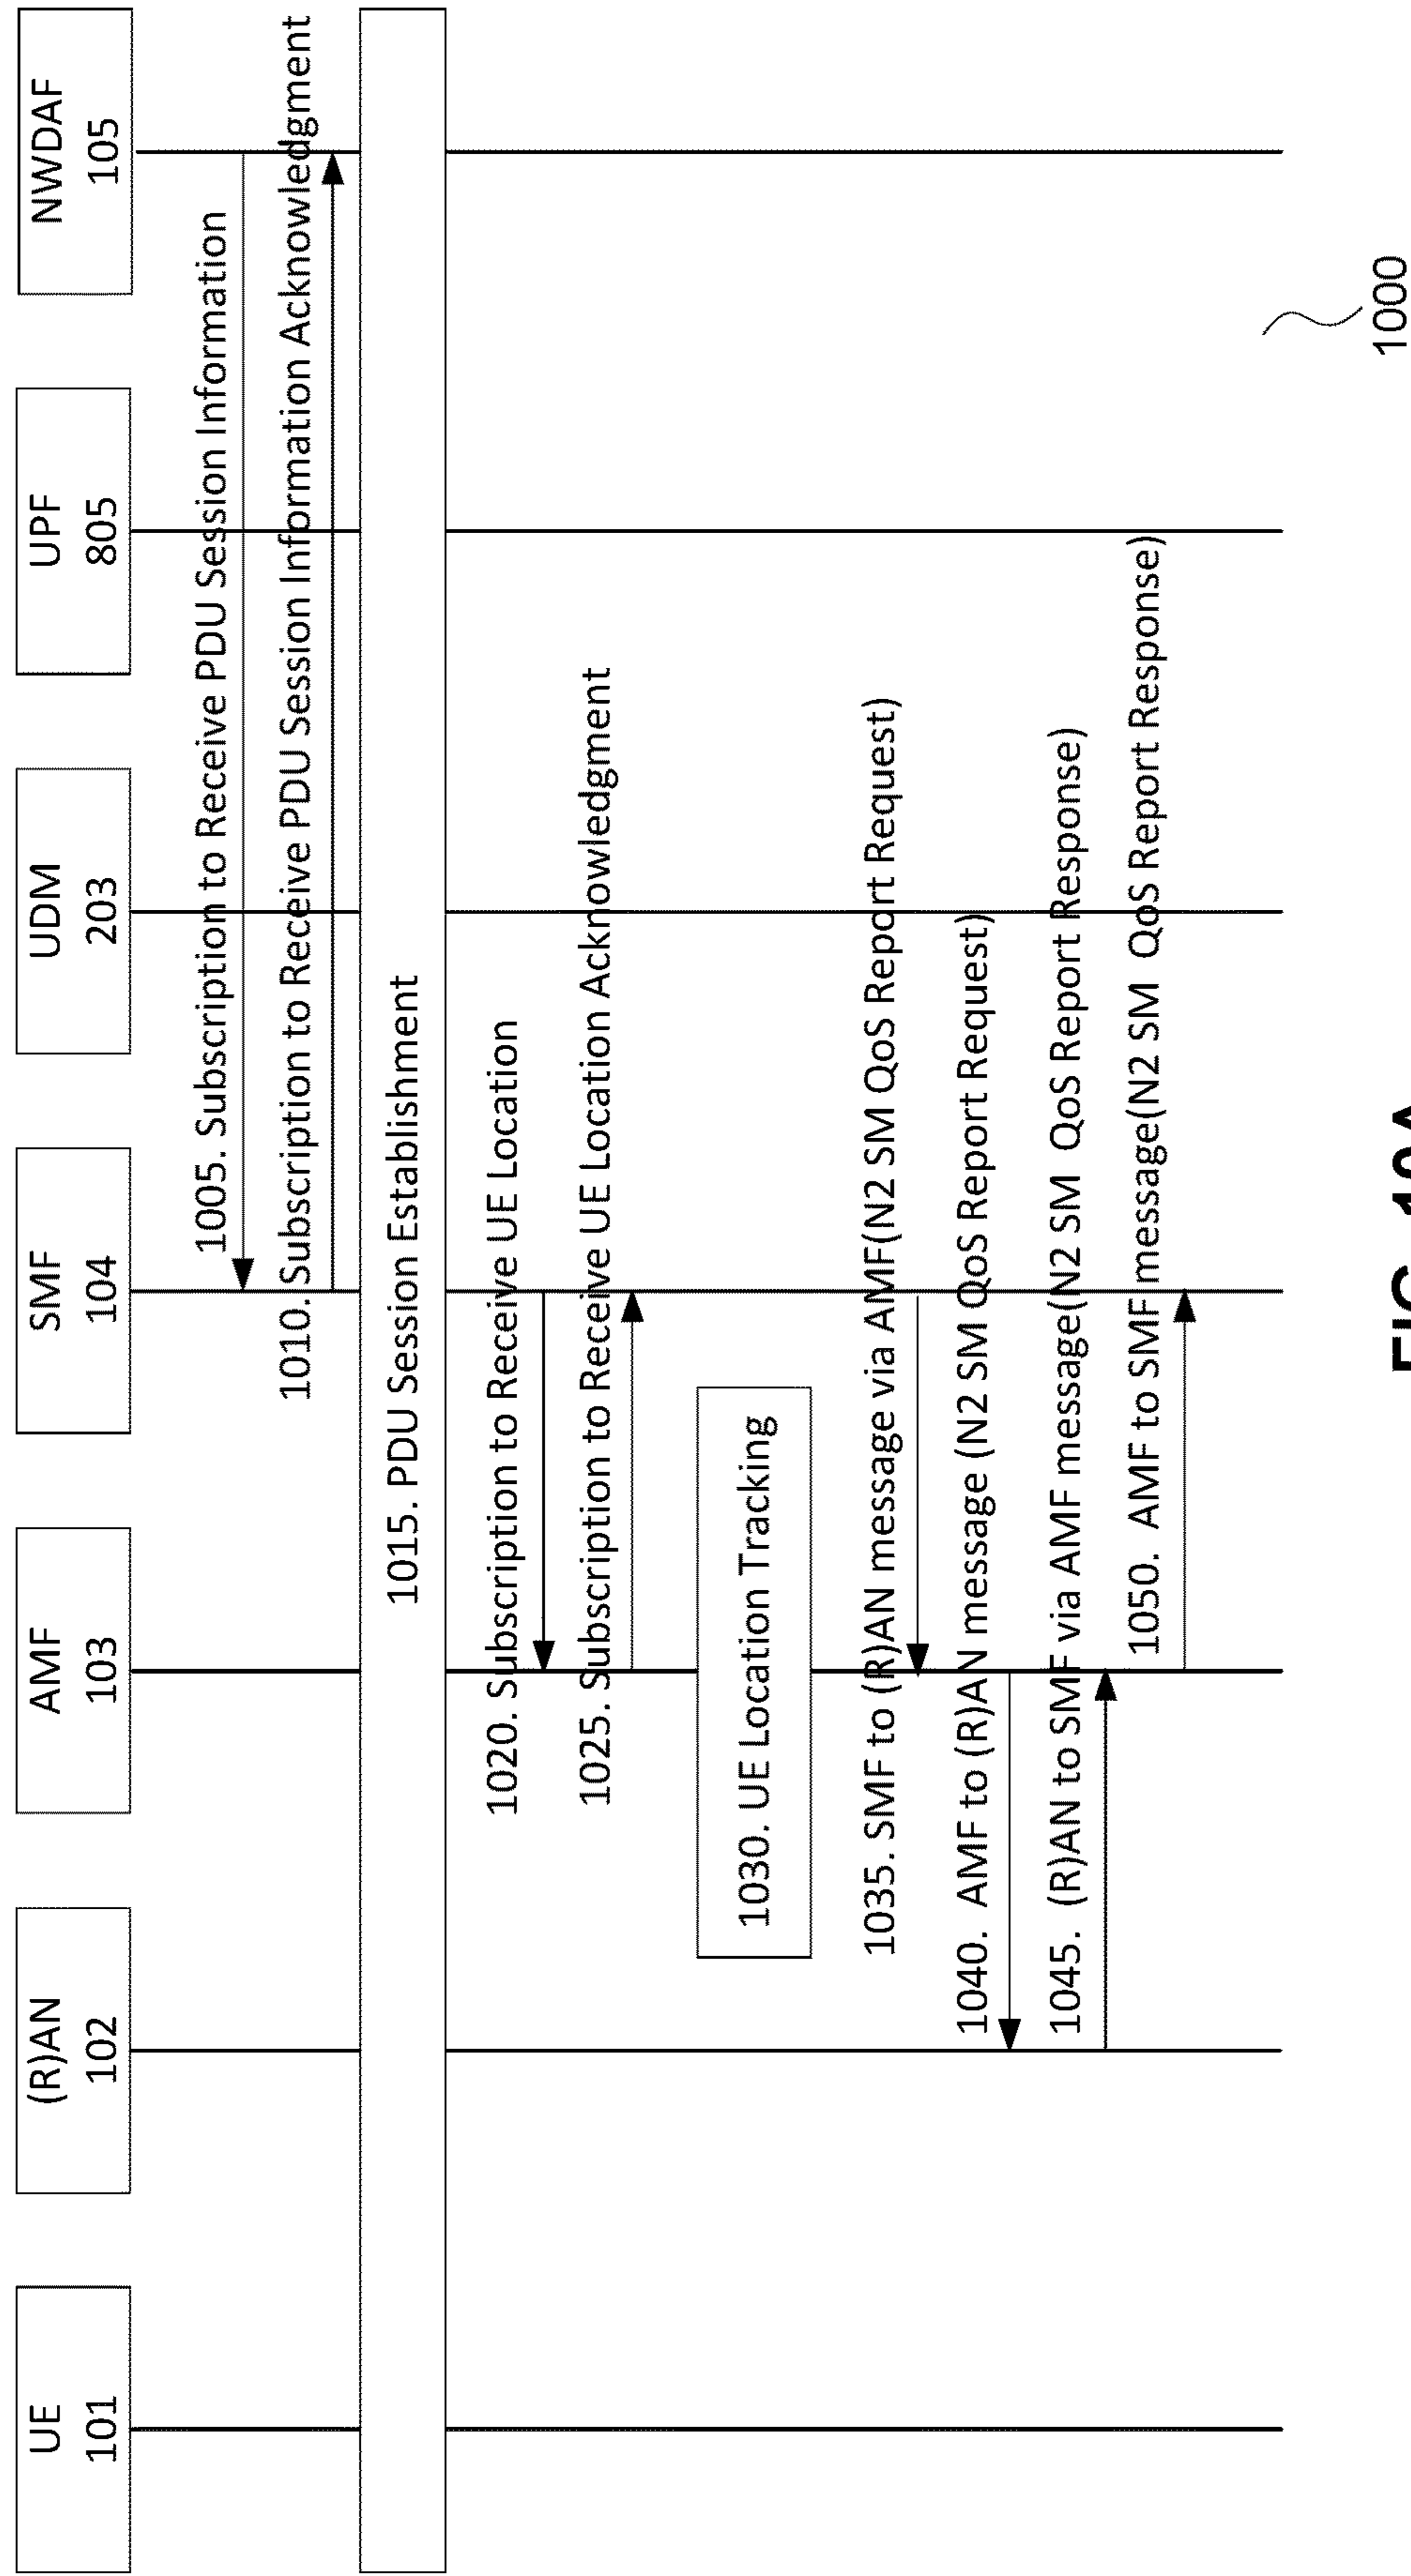 UE
101
(R)AN
102
AMF
103
SMF
104
UDM
203
UPF
805
NWDAF
105
1005. Subscription to Receive PDU Session Information
1010. Subscription to Receive PDU Session Information Acknowledgment
1015. PDU Session Establishment
1020. Subscription to Receive UE Location
1025. Subscription to Receive UE Location Acknowledgment
1030. UE Location Tracking
1035. SMF to (R)AN message via AMF(N2 SM QoS Report Request)
1040. AMF to (R)AN message (N2 SM QoS Report Request)
1045. (R)AN to SMF via AMF message(N2 SM QoS Report Response)
1050. AMF to SMF message(N2 SM QoS Report Response)
1000
FIG. 10A